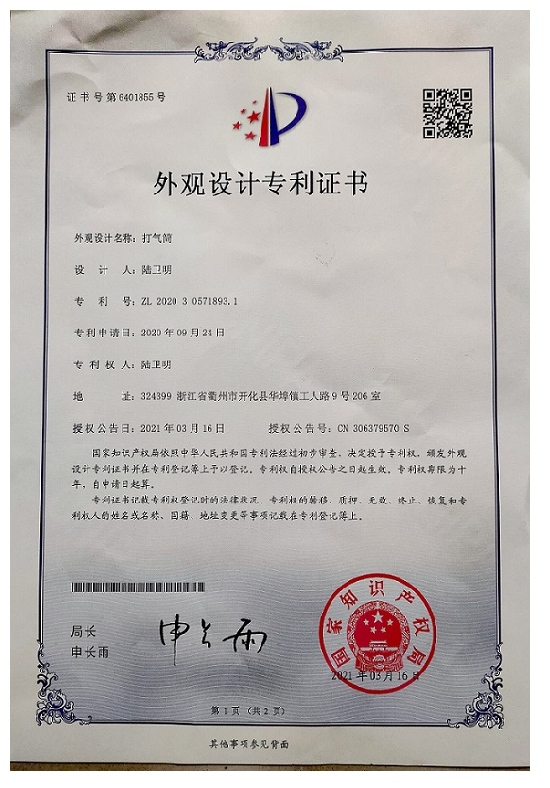 证书号第6401855号
外观设计专利证书
外观设计名称：打气筒
设 计 人：陆卫明
专 利 号：ZL 2020 3 0571893.1
专利申请日：2020年09月24日
专 利 权 人：陆卫明
地 址：324399 浙江省衢州市开化县华埠镇工人路9号206室
授权公告日：2021年03月16日 授权公告号：CN 306379570 S
国家知识产权局依照中华人民共和国专利法经过初步审查，决定授予专利权，颁发外观
设计专利证书并在专利登记簿上予以登记。专利权自授权公告之日起生效。专利权期限为十
年，自申请日起算。
专利证书记载专利权登记时的法律状况。专利权的转移、质押、无效、终止、恢复和专
利权人的姓名或名称、国籍、地址变更等事项记载在专利登记簿上。
局长
申长雨
申长雨
国家知识产权局
2021年03月16日
第 1 页 (共 2 页)
其他事项参见背面